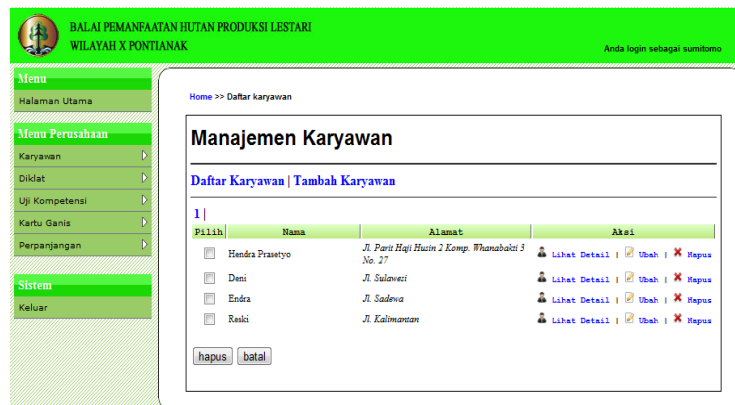 BALAI PEMANFAATAN HUTAN PRODUKSI LESTARI
WILAYAH X PONTIANAK
Anda login sebagai sumitomo
Menu
Halaman Utama
Menu Perusahaan
Karyawan
Diklat
Uji Kompetensi
Kartu Ganis
Perpanjangan
Sistem
Keluar
Home >> Daftar karyawan
Manajemen Karyawan
Daftar Karyawan | Tambah Karyawan
1 |
Pilih Nama Alamat Aksi
Hendra Prasetyo Jl. Parit Haji Husin 2 Komp. Whanabakti 3 No. 27 Lihat Detail | Ubah | Hapus
Deni Jl. Sulawesi Lihat Detail | Ubah | Hapus
Endra Jl. Sadewa Lihat Detail | Ubah | Hapus
Reski Jl. Kalimantan Lihat Detail | Ubah | Hapus
hapus batal